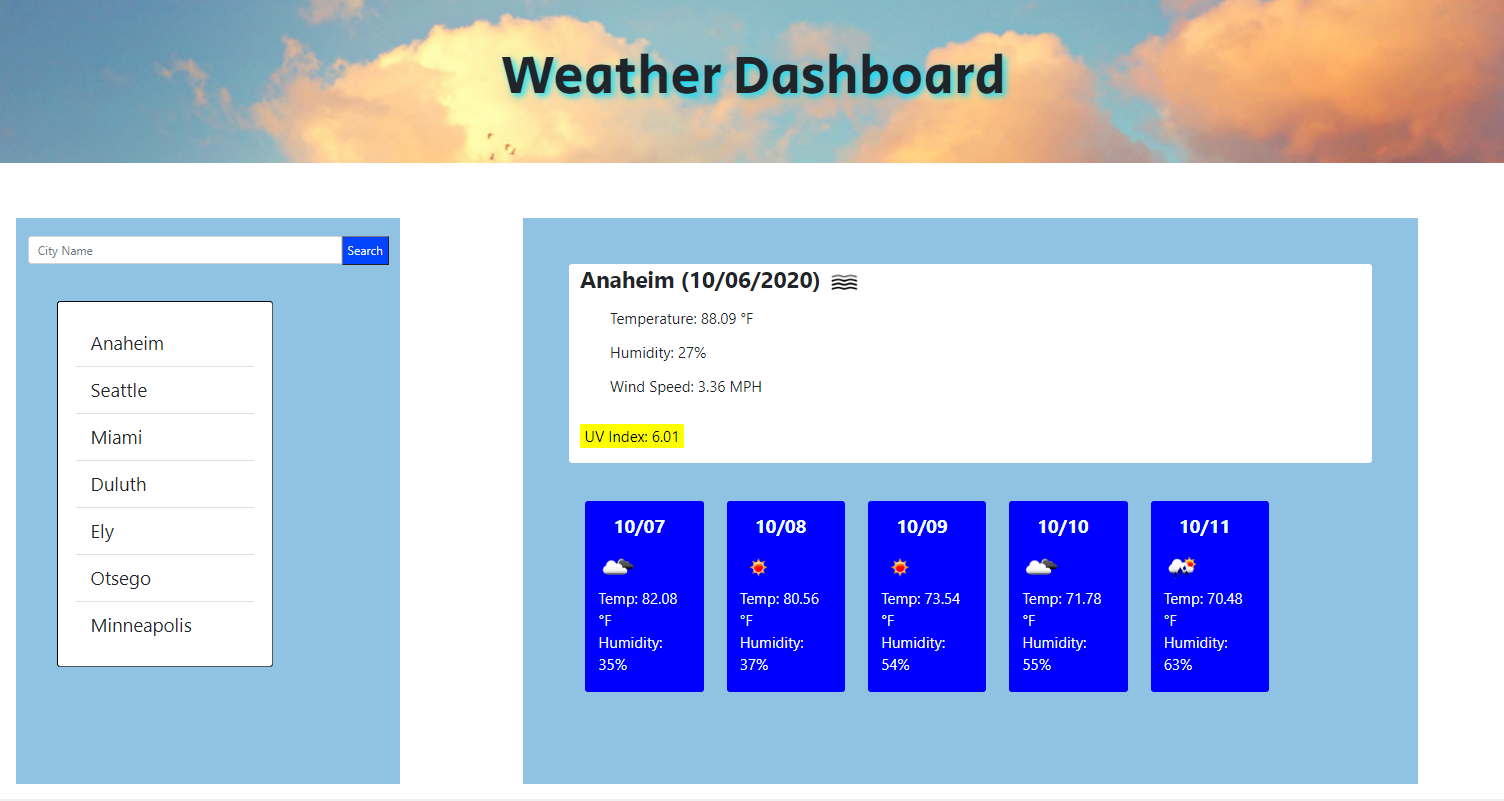 Weather Dashboard
City Name
Search
Anaheim
Seattle
Miami
Duluth
Ely
Otsego
Minneapolis
Anaheim (10/06/2020)
Temperature: 88.09 °F
Humidity: 27%
Wind Speed: 3.36 MPH
UV Index: 6.01
10/07
Temp: 82.08
°F
Humidity:
35%
10/08
Temp: 80.56
°F
Humidity:
37%
10/09
Temp: 73.54
°F
Humidity:
54%
10/10
Temp: 71.78
°F
Humidity:
55%
10/11
Temp: 70.48
°F
Humidity:
63%